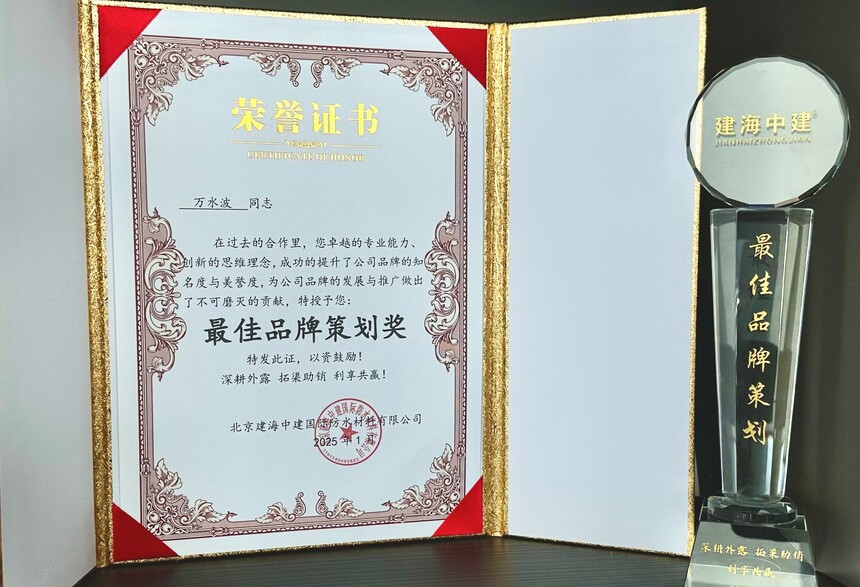 荣誉证书
CERTIFICATE OF HONOR
万水波 同志
在过去的合作里，您卓越的专业能力、
创新的思维理念，成功的提升了公司品牌的知
名度与美誉度，为公司品牌的发展与推广做出
了不可磨灭的贡献，特授予您：
最佳品牌策划奖
特发此证，以资鼓励！
深耕外露 拓渠助销 利享共赢！
北京建海中建国际防水材料有限公司
2025 年 1 月
建海中建
JIANHAIZHONGJIAN
最佳品牌策划
深耕外露 拓渠助销
利享共赢